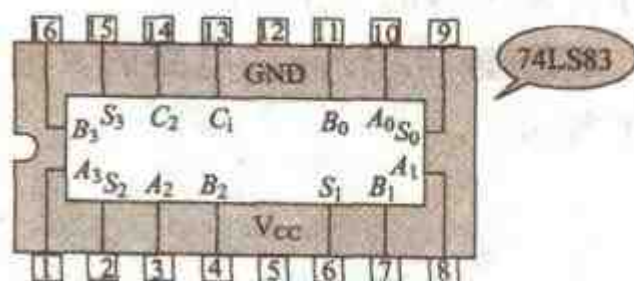 16 15 14 13 12 11 10 9
74LS83
GND
B₃ S₃ C₂ C₁ B₀ A₀ S₀
A₃ S₂ A₂ B₂ S₁ B₁ A₁
V_CC
1 2 3 4 5 6 7 8